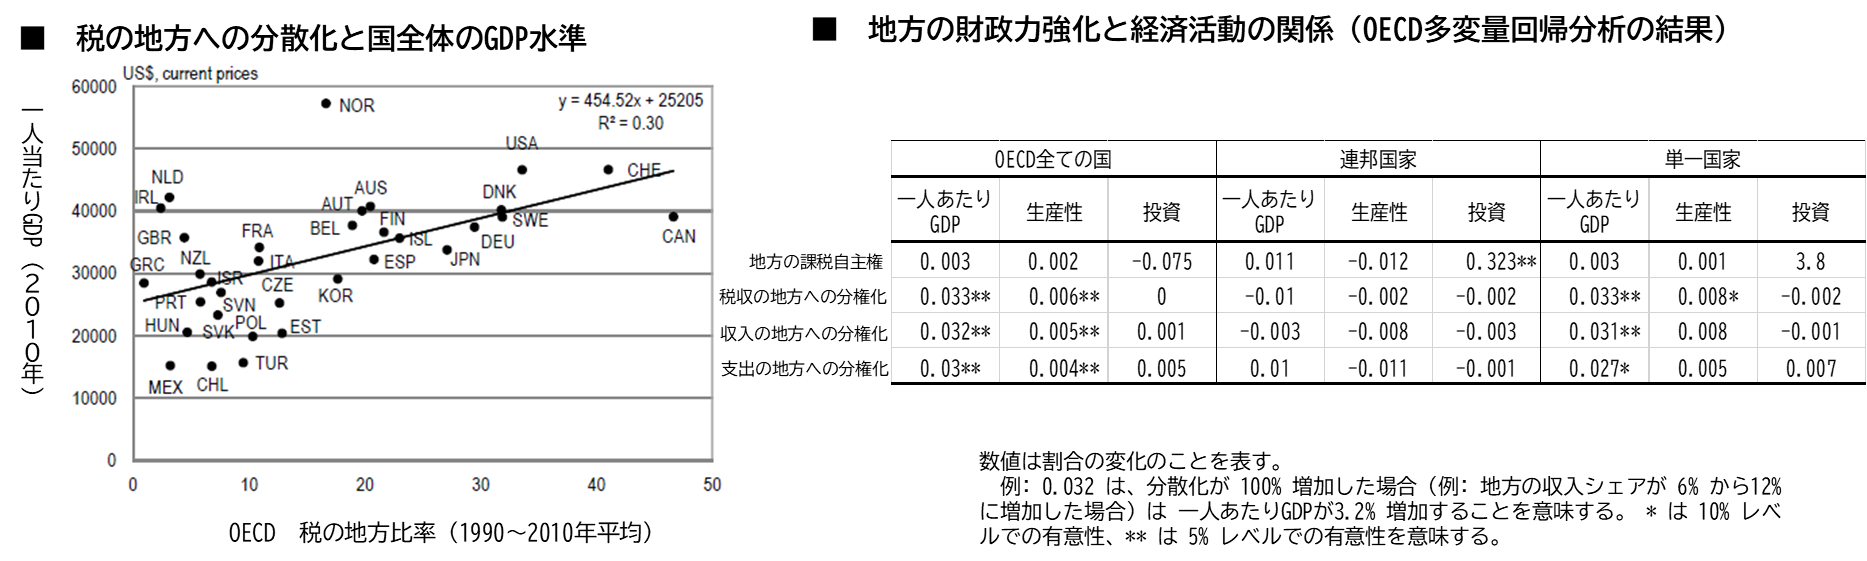 ■ 税の地方への分散化と国全体のGDP水準
US$, current prices
一人当たりGDP（２０１０年）
60000
50000
40000
30000
20000
10000
0
0 10 20 30 40 50
y = 454.52x + 25205
R² = 0.30
NOR
USA
CHE
NLD
IRL
AUS
AUT
DNK
SWE
FIN
BEL
ISL
DEU
CAN
GBR
FRA
NZL
ITA
ESP
JPN
GRC
ISR
CZE
KOR
PRT
SVN
HUN
SVK
POL
EST
TUR
MEX
CHL
OECD 税の地方比率（1990～2010年平均）
■ 地方の財政力強化と経済活動の関係（OECD多変量回帰分析の結果）
OECD全ての国 連邦国家 単一国家
一人あたりGDP 生産性 投資 一人あたりGDP 生産性 投資 一人あたりGDP 生産性 投資
地方の課税自主権 0.003 0.002 -0.075 0.011 -0.012 0.323** 0.003 0.001 3.8
税収の地方への分権化 0.033** 0.006** 0 -0.01 -0.002 -0.002 0.033** 0.008* -0.002
収入の地方への分権化 0.032** 0.005** 0.001 -0.003 -0.008 -0.003 0.031** 0.008 -0.001
支出の地方への分権化 0.03** 0.004** 0.005 0.01 -0.011 -0.001 0.027* 0.005 0.007
数値は割合の変化のことを表す。
例: 0.032 は、分散化が 100% 増加した場合（例: 地方の収入シェアが 6% から12%
に増加した場合）は 一人あたりGDPが3.2% 増加することを意味する。 * は 10% レベ
ルでの有意性、** は 5% レベルでの有意性を意味する。